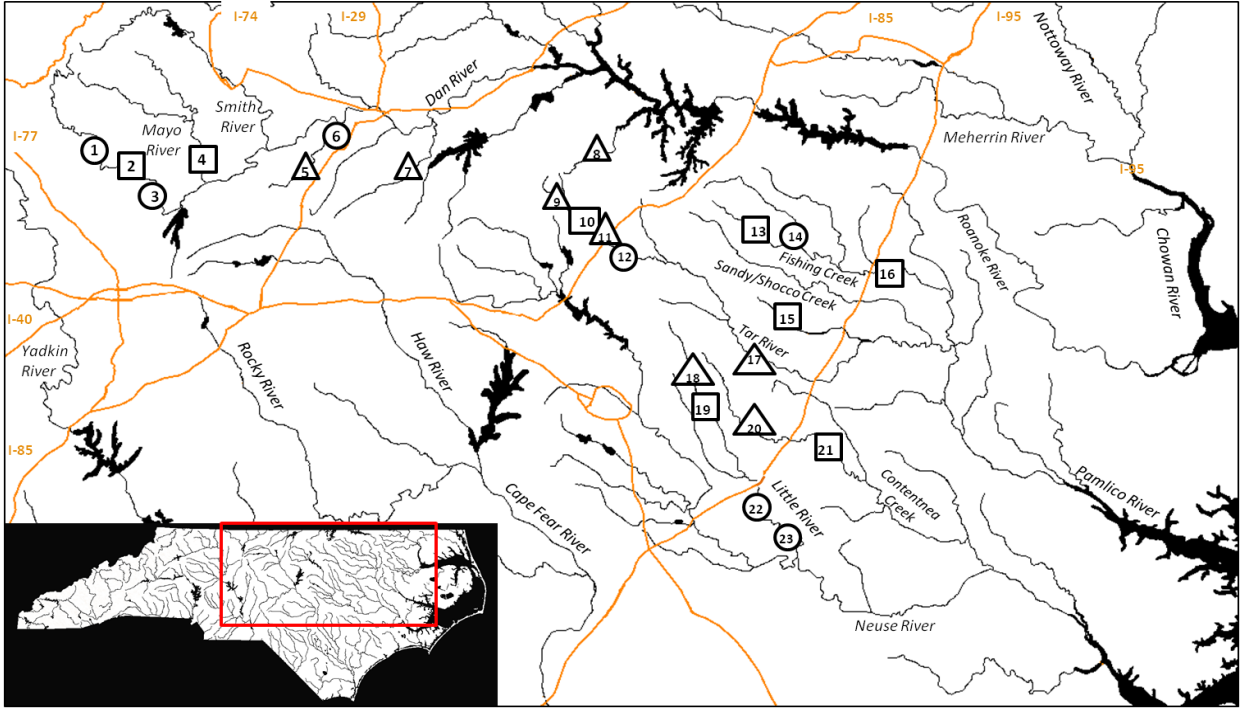 I-74
I-29
I-85
I-95
Nottoway River
Dan River
Smith
River
Mayo
River
Meherrin River
I-77
I-95
1
2
3
4
5
6
7
8
9
10
11
12
13
14
Fishing Creek
16
Roanoke River
Chowan River
Sandy/Shocco Creek
15
I-40
Yadkin
River
Rocky River
Haw River
Tar River
17
18
19
20
21
I-85
Cape Fear River
Contentnea
Creek
Pamlico River
Little River
22
23
Neuse River